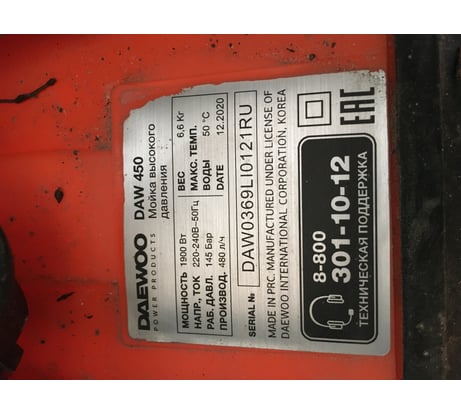 DAEWOO
POWER PRODUCTS
DAW 450
Мойка высокого
давления
МОЩНОСТЬ 1900 Вт
НАПР., ТОК 220-240В~50Гц
РАБ. ДАВЛ. 145 Бар
ПРОИЗВОД. 480 л/ч
ВЕС 6,6 Кг
МАКС. ТЕМП.
ВОДЫ 50 °C
DATE 12.2020
SERIAL № DAW0369LI0121RU
MADE IN PRC. MANUFACTURED UNDER LICENSE OF
DAEWOO INTERNATIONAL CORPORATION, KOREA
EAC
8-800
301-10-12
ТЕХНИЧЕСКАЯ ПОДДЕРЖКА